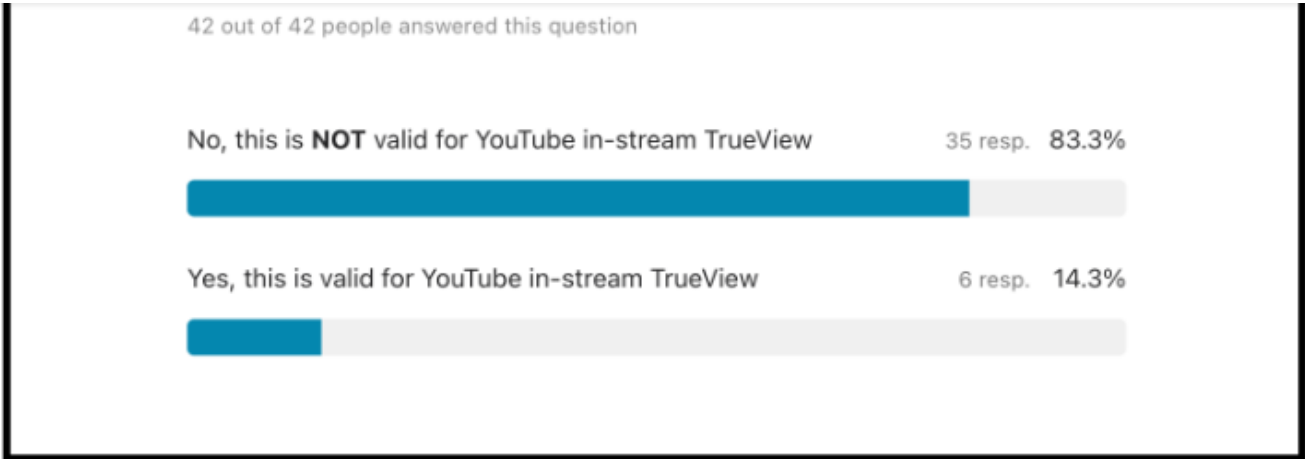 42 out of 42 people answered this question
No, this is NOT valid for YouTube in-stream TrueView 35 resp. 83.3%
Yes, this is valid for YouTube in-stream TrueView 6 resp. 14.3%